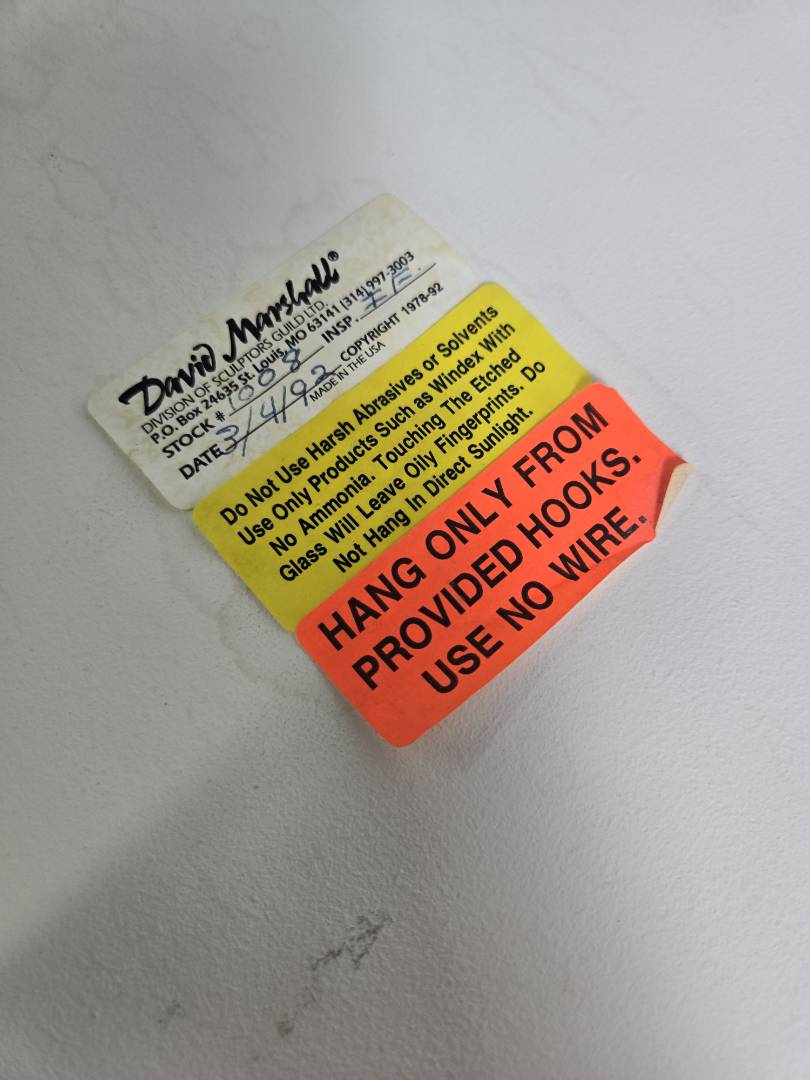 David Marshall®
DIVISION OF SCULPTORS GUILD LTD.
P.O. Box 24635 St. Louis, MO 63141 (314) 997-3003
STOCK # 1008 INSP.
DATE 3/4/92 COPYRIGHT 1978-92
MADE IN THE USA
Do Not Use Harsh Abrasives or Solvents
Use Only Products Such as Windex With
No Ammonia. Touching The Etched
Glass Will Leave Oily Fingerprints. Do
Not Hang In Direct Sunlight.
HANG ONLY FROM
PROVIDED HOOKS.
USE NO WIRE.